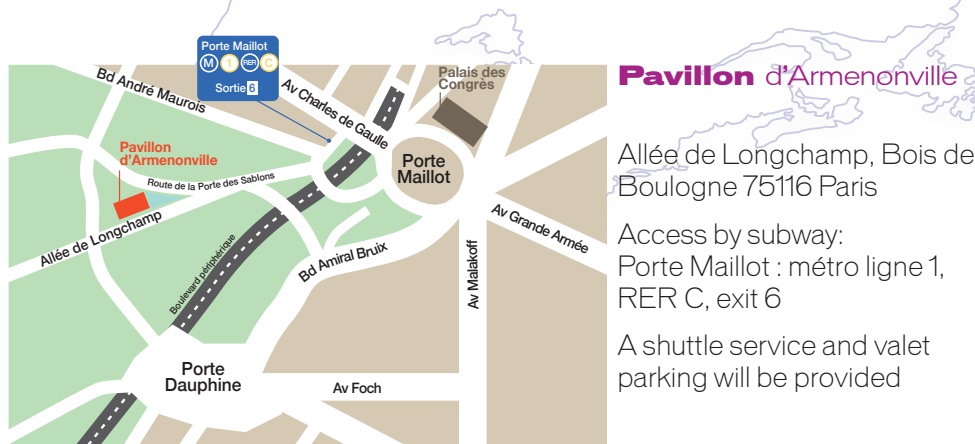 Porte Maillot
M 1 RER C
Sortie 6
Bd André Maurois
Av Charles de Gaulle
Palais des
Congrès
Pavillon
d'Armenonville
Porte
Maillot
Route de la Porte des Sablons
Allée de Longchamp
Av Grande Armée
Boulevard périphérique
Bd Amiral Bruix
Av Malakoff
Porte
Dauphine
Av Foch
Pavillon d'Armenonville
Allée de Longchamp, Bois de
Boulogne 75116 Paris
Access by subway:
Porte Maillot : métro ligne 1,
RER C, exit 6
A shuttle service and valet
parking will be provided